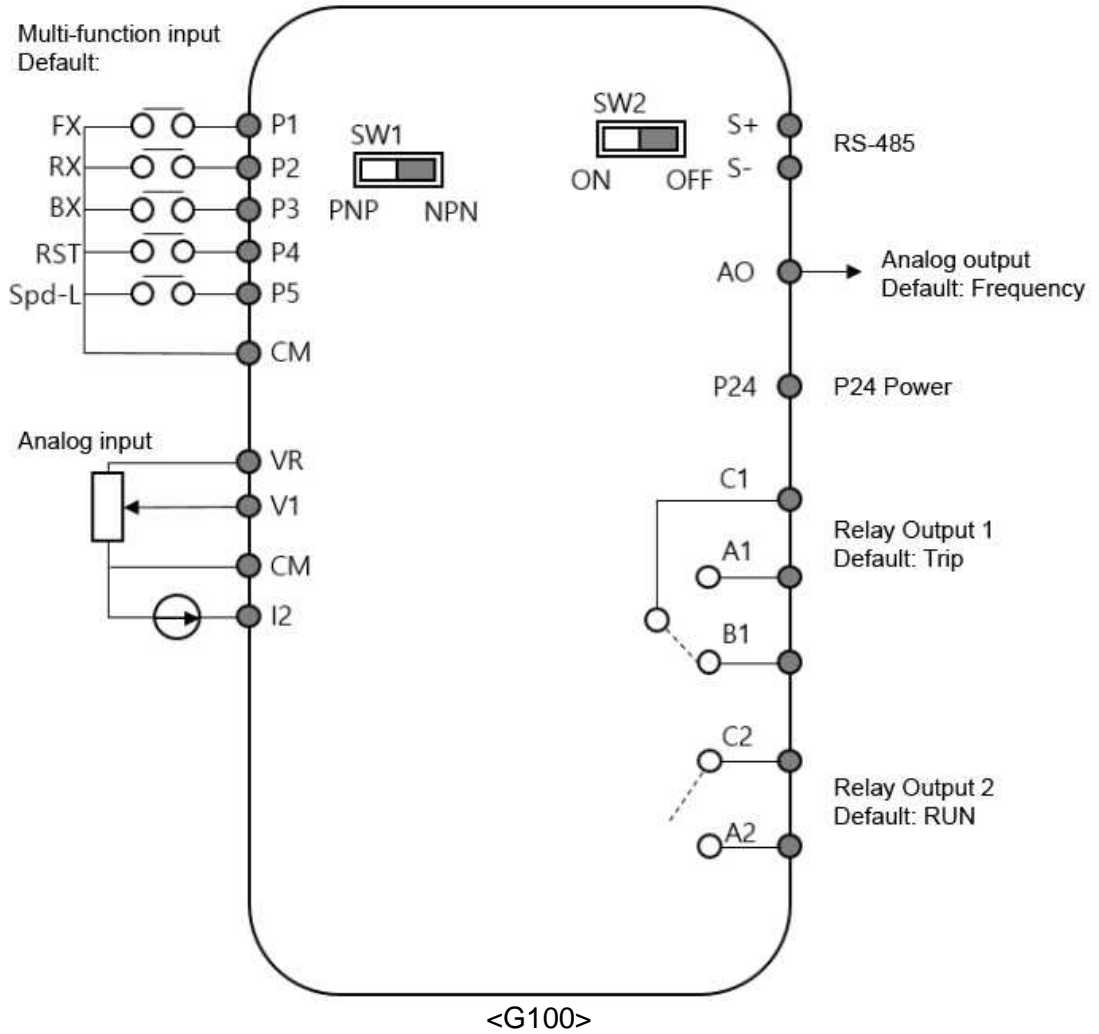 Multi-function input
Default:
FX
P1
RX
P2
BX
P3
RST
P4
Spd-L
P5
CM
SW1
PNP
NPN
SW2
ON
OFF
S+
S-
RS-485
AO
Analog output
Default: Frequency
P24
P24 Power
Analog input
VR
V1
CM
I2
C1
A1
B1
Relay Output 1
Default: Trip
C2
A2
Relay Output 2
Default: RUN
<G100>